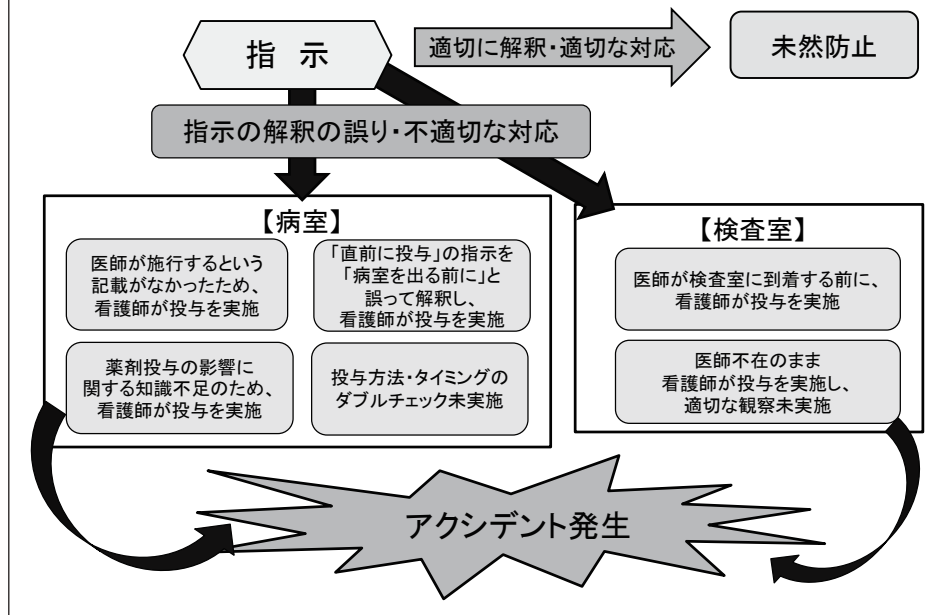 指 示
適切に解釈・適切な対応
未然防止
指示の解釈の誤り・不適切な対応
【病室】
医師が施行するという
記載がなかったため、
看護師が投与を実施
「直前に投与」の指示を
「病室を出る前に」と
誤って解釈し、
看護師が投与を実施
薬剤投与の影響に
関する知識不足のため、
看護師が投与を実施
投与方法・タイミングの
ダブルチェック未実施
【検査室】
医師が検査室に到着する前に、
看護師が投与を実施
医師不在のまま
看護師が投与を実施し、
適切な観察未実施
アクシデント発生